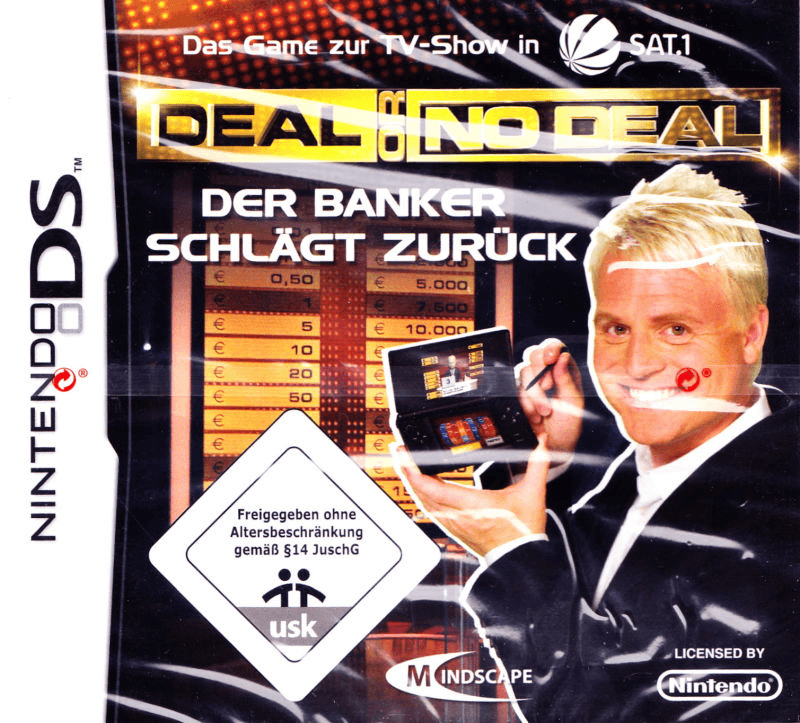 Das Game zur TV-Show in SAT.1
DEAL OR NO DEAL
DER BANKER
SCHLÄGT ZURÜCK
NINTENDO DS™
€ 0,50
€ 5.000
€ 1
€ 7.500
€ 5
€ 10.000
€ 10
€ 20
€ 50
Freigegeben ohne
Altersbeschränkung
gemäß §14 JuschG
usk
MINDSCAPE
LICENSED BY
Nintendo®